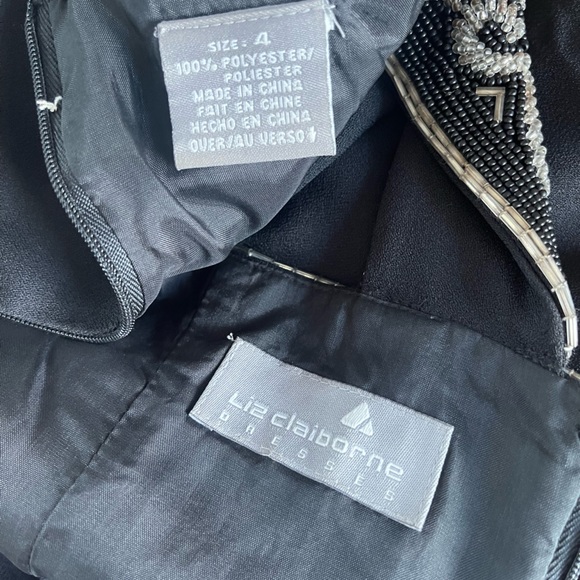 SIZE: 4
100% POLYESTER/
POLIESTER
MADE IN CHINA
FAIT EN CHINE
HECHO EN CHINA
OVER/AU VERSO
Liz claiborne
DRESSES